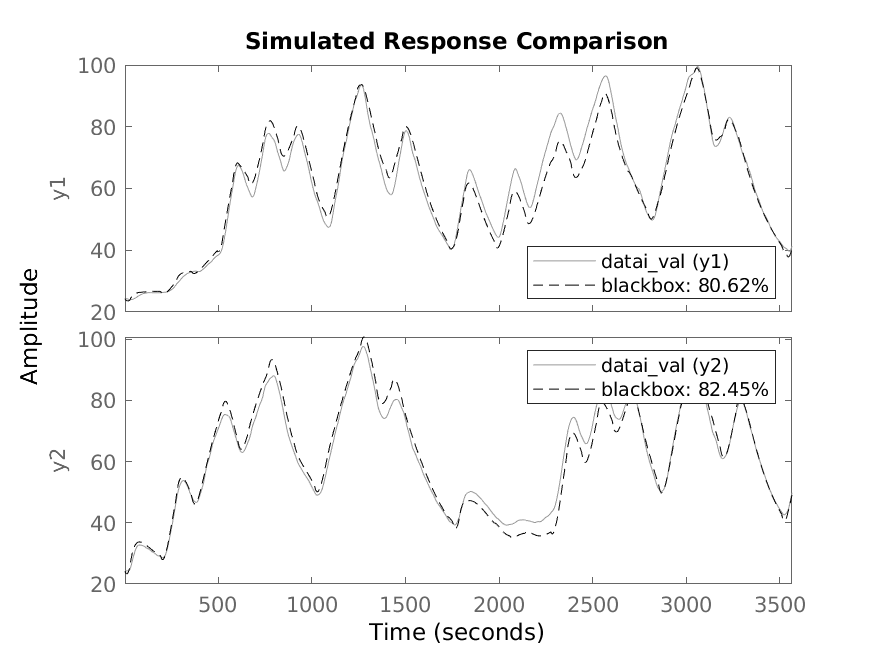 Simulated Response Comparison
100
80
60
40
20
y1
datai_val (y1)
blackbox: 80.62%
Amplitude
100
80
60
40
20
y2
datai_val (y2)
blackbox: 82.45%
500 1000 1500 2000 2500 3000 3500
Time (seconds)